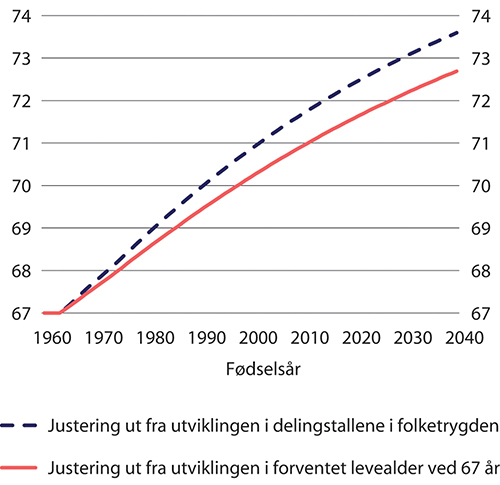 74 74
73 73
72 72
71 71
70 70
69 69
68 68
67 67
1960 1970 1980 1990 2000 2010 2020 2030 2040
Fødselsår
Justering ut fra utviklingen i delingstallene i folketrygden
Justering ut fra utviklingen i forventet levealder ved 67 år